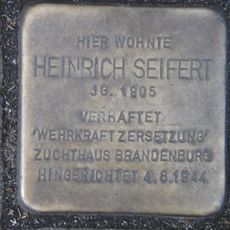 HIER WOHNTE
HEINRICH SEIFERT
JG. 1905
VERHAFTET
'WEHRKRAFTZERSETZUNG'
ZUCHTHAUS BRANDENBURG
HINGERICHTET 4.8.1944